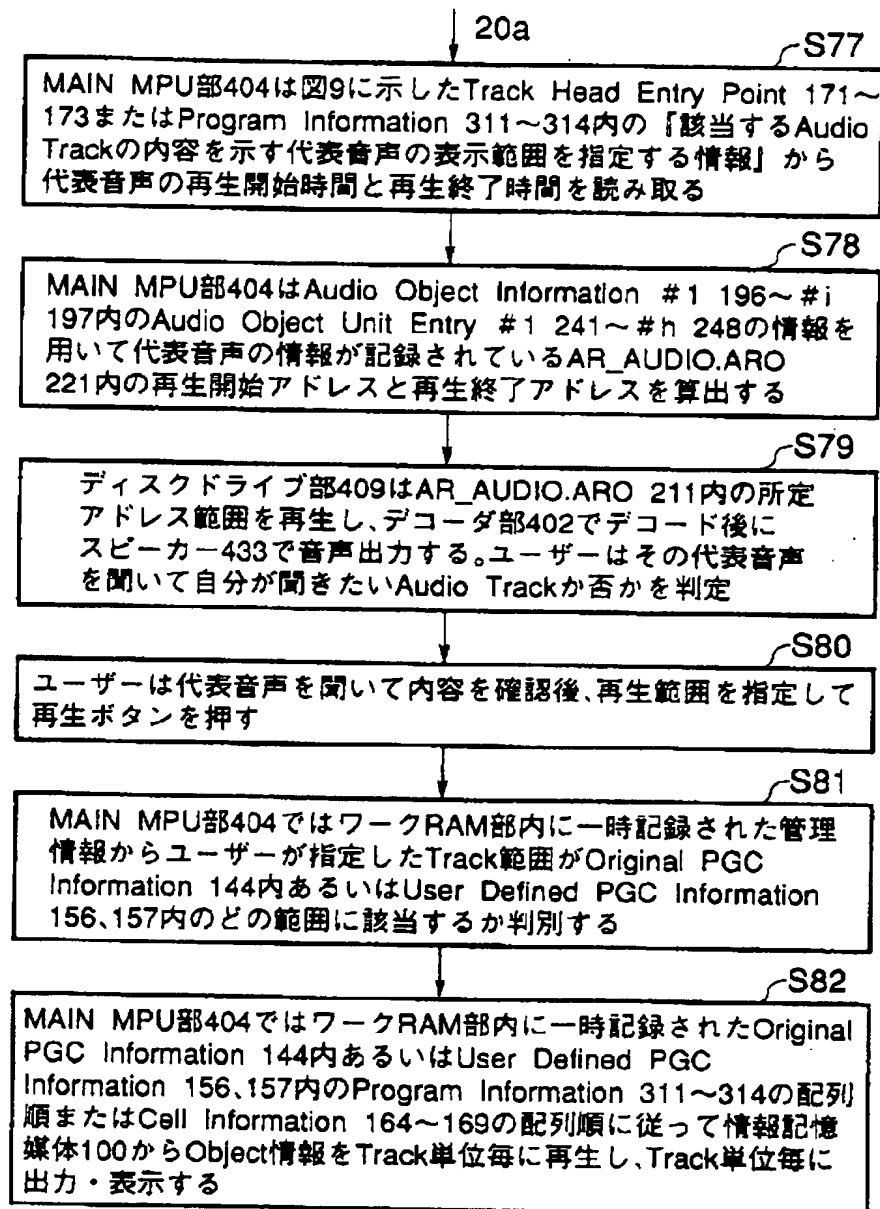 20a
S77
MAIN MPU部404は図9に示したTrack Head Entry Point 171〜
173またはProgram Information 311〜314内の『該当するAudio
Trackの内容を示す代表音声の表示範囲を指定する情報』から
代表音声の再生開始時間と再生終了時間を読み取る
S78
MAIN MPU部404はAudio Object Information #1 196〜#i
197内のAudio Object Unit Entry #1 241〜#h 248の情報を
用いて代表音声の情報が記録されているAR_AUDIO.ARO
221内の再生開始アドレスと再生終了アドレスを算出する
S79
ディスクドライブ部409はAR_AUDIO.ARO 211内の所定
アドレス範囲を再生し、デコーダ部402でデコード後に
スピーカー433で音声出力する。ユーザーはその代表音声
を聞いて自分が聞きたいAudio Trackか否かを判定
S80
ユーザーは代表音声を聞いて内容を確認後、再生範囲を指定して
再生ボタンを押す
S81
MAIN MPU部404ではワークRAM部内に一時記録された管理
情報からユーザーが指定したTrack範囲がOriginal PGC
Information 144内あるいはUser Defined PGC Information
156、157内のどの範囲に該当するか判別する
S82
MAIN MPU部404ではワークRAM部内に一時記録されたOriginal
PGC Information 144内あるいはUser Defined PGC
Information 156、157内のProgram Information 311〜314の配列
順またはCell Information 164〜169の配列順に従って情報記憶
媒体100からObject情報をTrack単位毎に再生し、Track単位毎に
出力・表示する